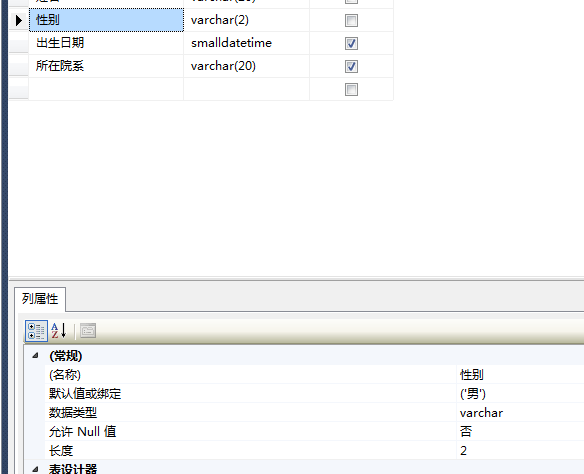 性别 varchar(2)
出生日期 smalldatetime
所在院系 varchar(20)
列属性
(常规)
(名称) 性别
默认值或绑定 ('男')
数据类型 varchar
允许 Null 值 否
长度 2
表设计器